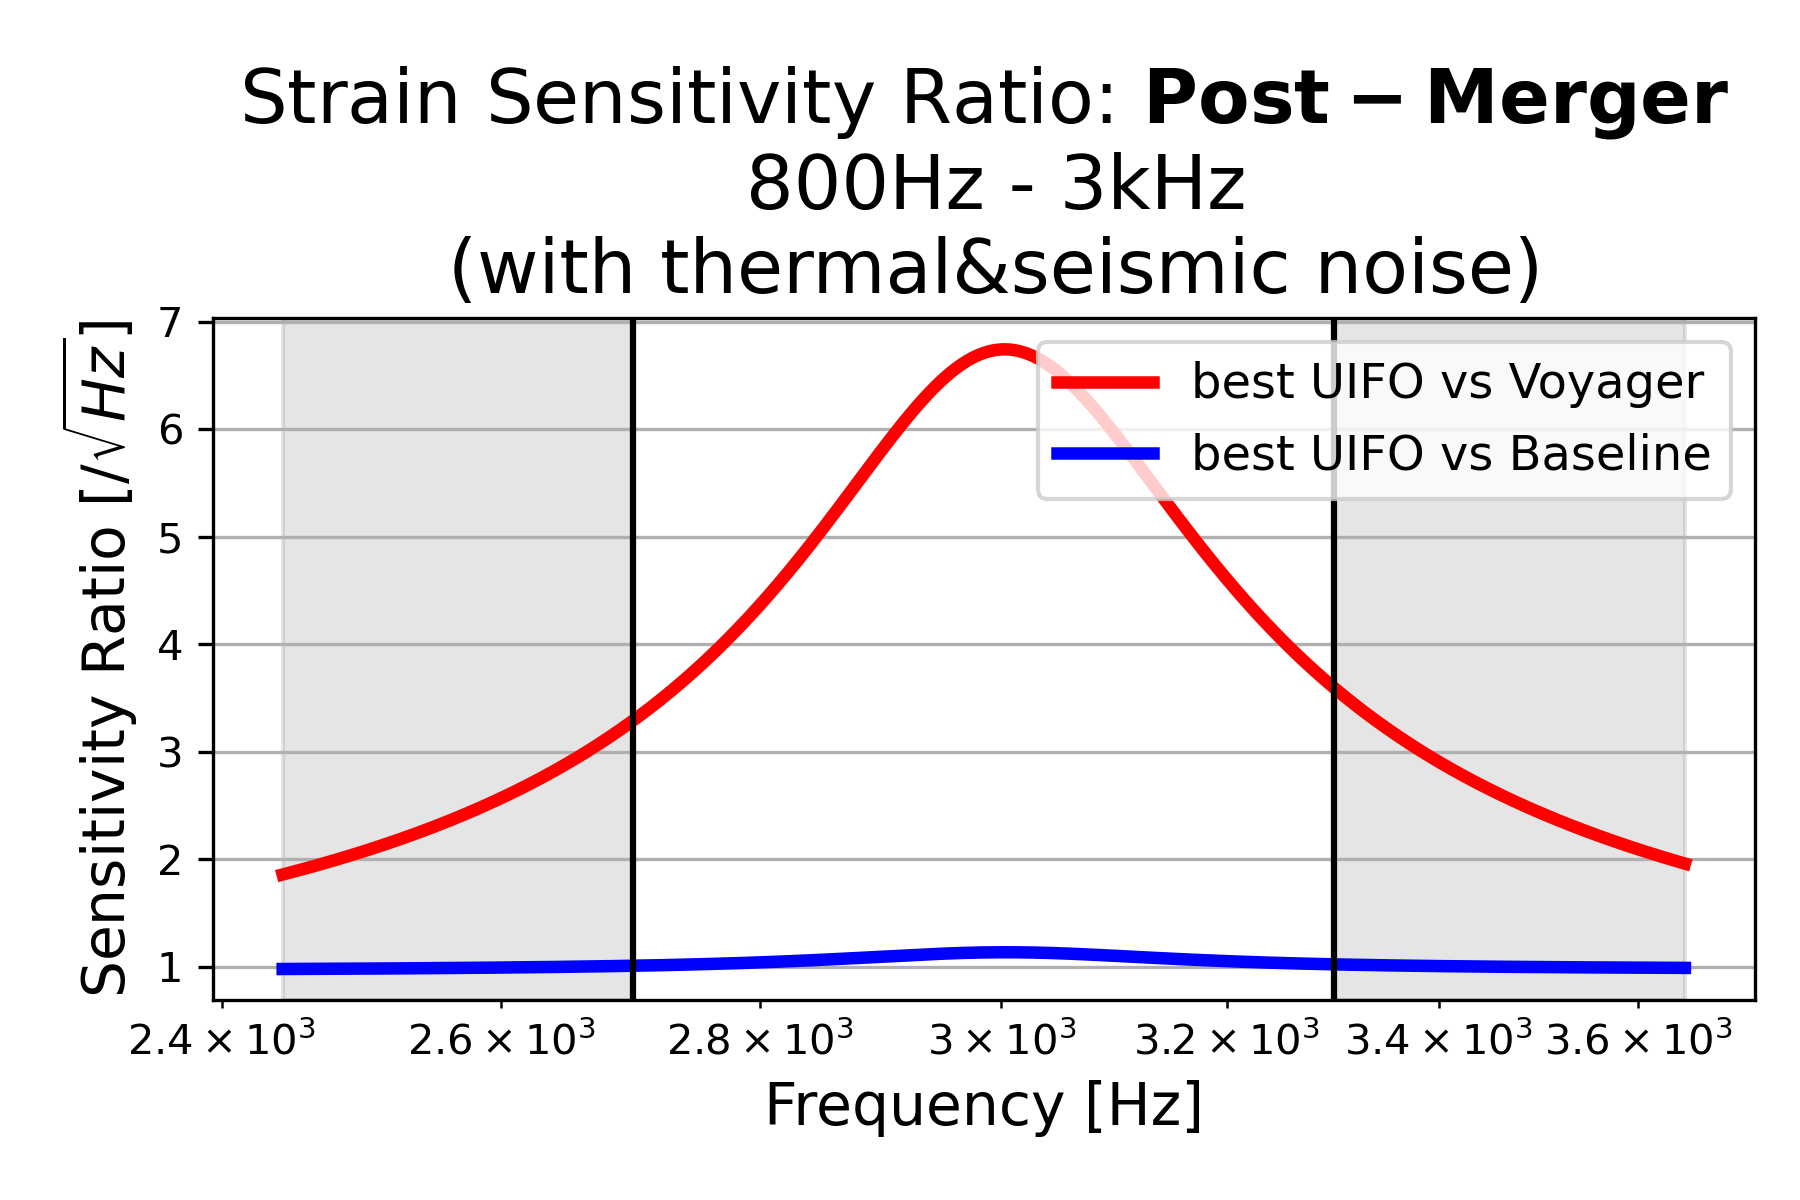 Strain Sensitivity Ratio: Post − Merger
800Hz - 3kHz
(with thermal&seismic noise)
Sensitivity Ratio [/√Hz]
7
6
5
4
3
2
1
best UIFO vs Voyager
best UIFO vs Baseline
2.4 × 10³ 2.6 × 10³ 2.8 × 10³ 3 × 10³ 3.2 × 10³ 3.4 × 10³ 3.6 × 10³
Frequency [Hz]